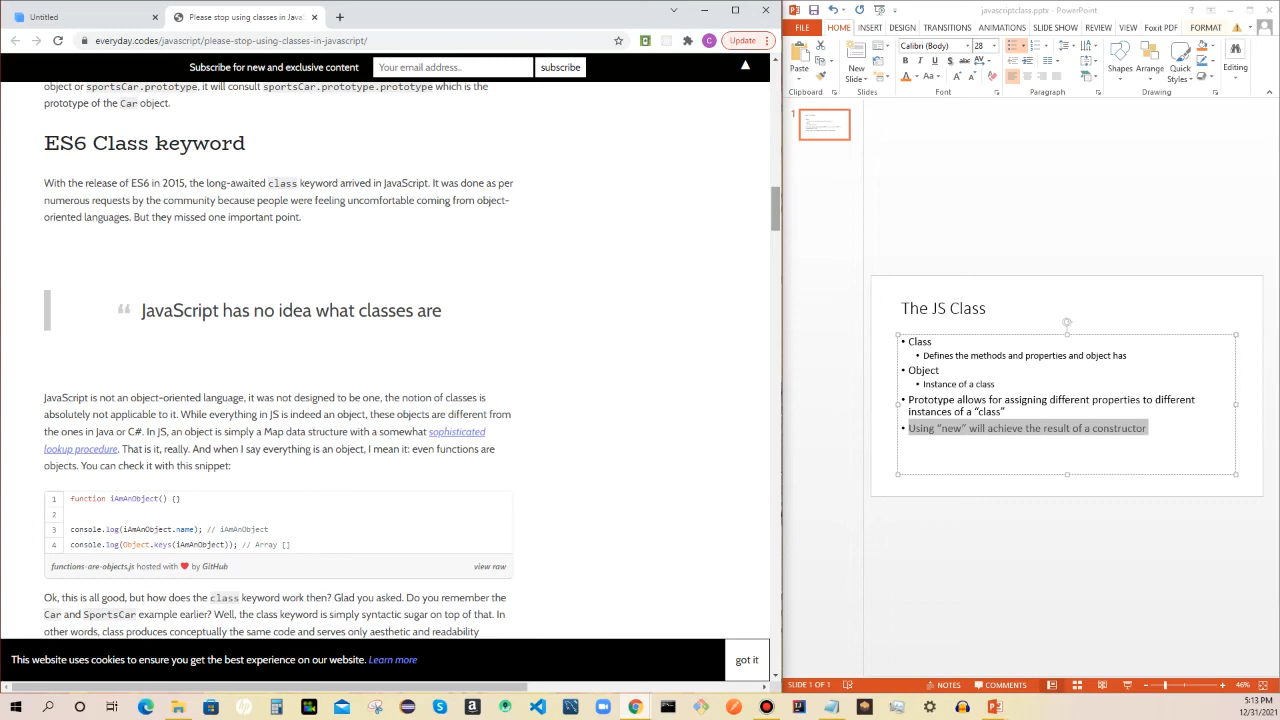 Untitled
Please stop using classes in Java
everyday.codes/javascript/please-stop-using-classes-in-javascript/
Update
Subscribe for new and exclusive content
Your email address..
subscribe
object or sportsCar.prototype, it will consult sportsCar.prototype.prototype which is the
prototype of the Car object.
ES6 Class keyword
With the release of ES6 in 2015, the long-awaited class keyword arrived in JavaScript. It was done as per
numerous requests by the community because people were feeling uncomfortable coming from object-
oriented languages. But they missed one important point.
“ JavaScript has no idea what classes are
JavaScript is not an object-oriented language, it was not designed to be one, the notion of classes is
absolutely not applicable to it. While everything in JS is indeed an object, these objects are different from
the ones in Java or C#. In JS, an object is simply a Map data structure with a somewhat sophisticated
lookup procedure. That is it, really. And when I say everything is an object, I mean it: even functions are
objects. You can check it with this snippet:
1 function iAmAnObject() {}
2
3 console.log(iAmAnObject.name); // iAmAnObject
4 console.log(Object.keys(iAmAnObject)); // Array []
functions-are-objects.js hosted with ❤ by GitHub
view raw
Ok, this is all good, but how does the class keyword work then? Glad you asked. Do you remember the
Car and SportsCar example earlier? Well, the class keyword is simply syntactic sugar on top of that. In
other words, class produces conceptually the same code and serves only aesthetic and readability
This website uses cookies to ensure you get the best experience on our website. Learn more
got it
javascriptclass.pptx - PowerPoint
FILE HOME INSERT DESIGN TRANSITIONS ANIMATIONS SLIDE SHOW REVIEW VIEW Foxit PDF FORMAT
Calibri (Body) 28
Paste
New
Slide
Shapes Arrange Quick
Styles
Editing
Clipboard Slides Font Paragraph Drawing
1
The JS Class
• Class
• Defines the methods and properties and object has
• Object
• Instance of a class
• Prototype allows for assigning different properties to different
instances of a “class”
• Using “new” will achieve the result of a constructor
SLIDE 1 OF 1
NOTES
COMMENTS
46%
5:13 PM
12/31/2021